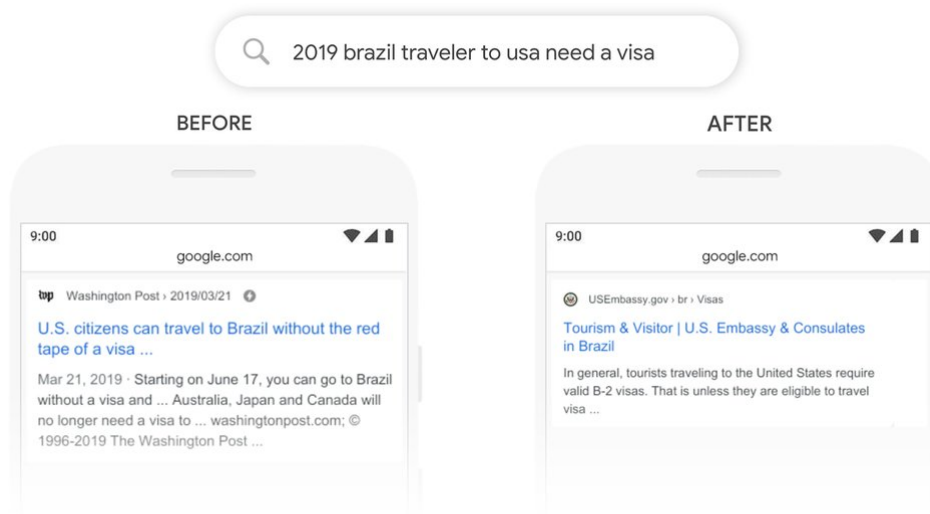 2019 brazil traveler to usa need a visa
BEFORE
9:00
google.com
wp Washington Post › 2019/03/21
U.S. citizens can travel to Brazil without the red
tape of a visa ...
Mar 21, 2019 · Starting on June 17, you can go to Brazil
without a visa and ... Australia, Japan and Canada will
no longer need a visa to ... washingtonpost.com; ©
1996-2019 The Washington Post ...
AFTER
9:00
google.com
USEmbassy.gov › br › Visas
Tourism & Visitor | U.S. Embassy & Consulates
in Brazil
In general, tourists traveling to the United States require
valid B-2 visas. That is unless they are eligible to travel
visa ...